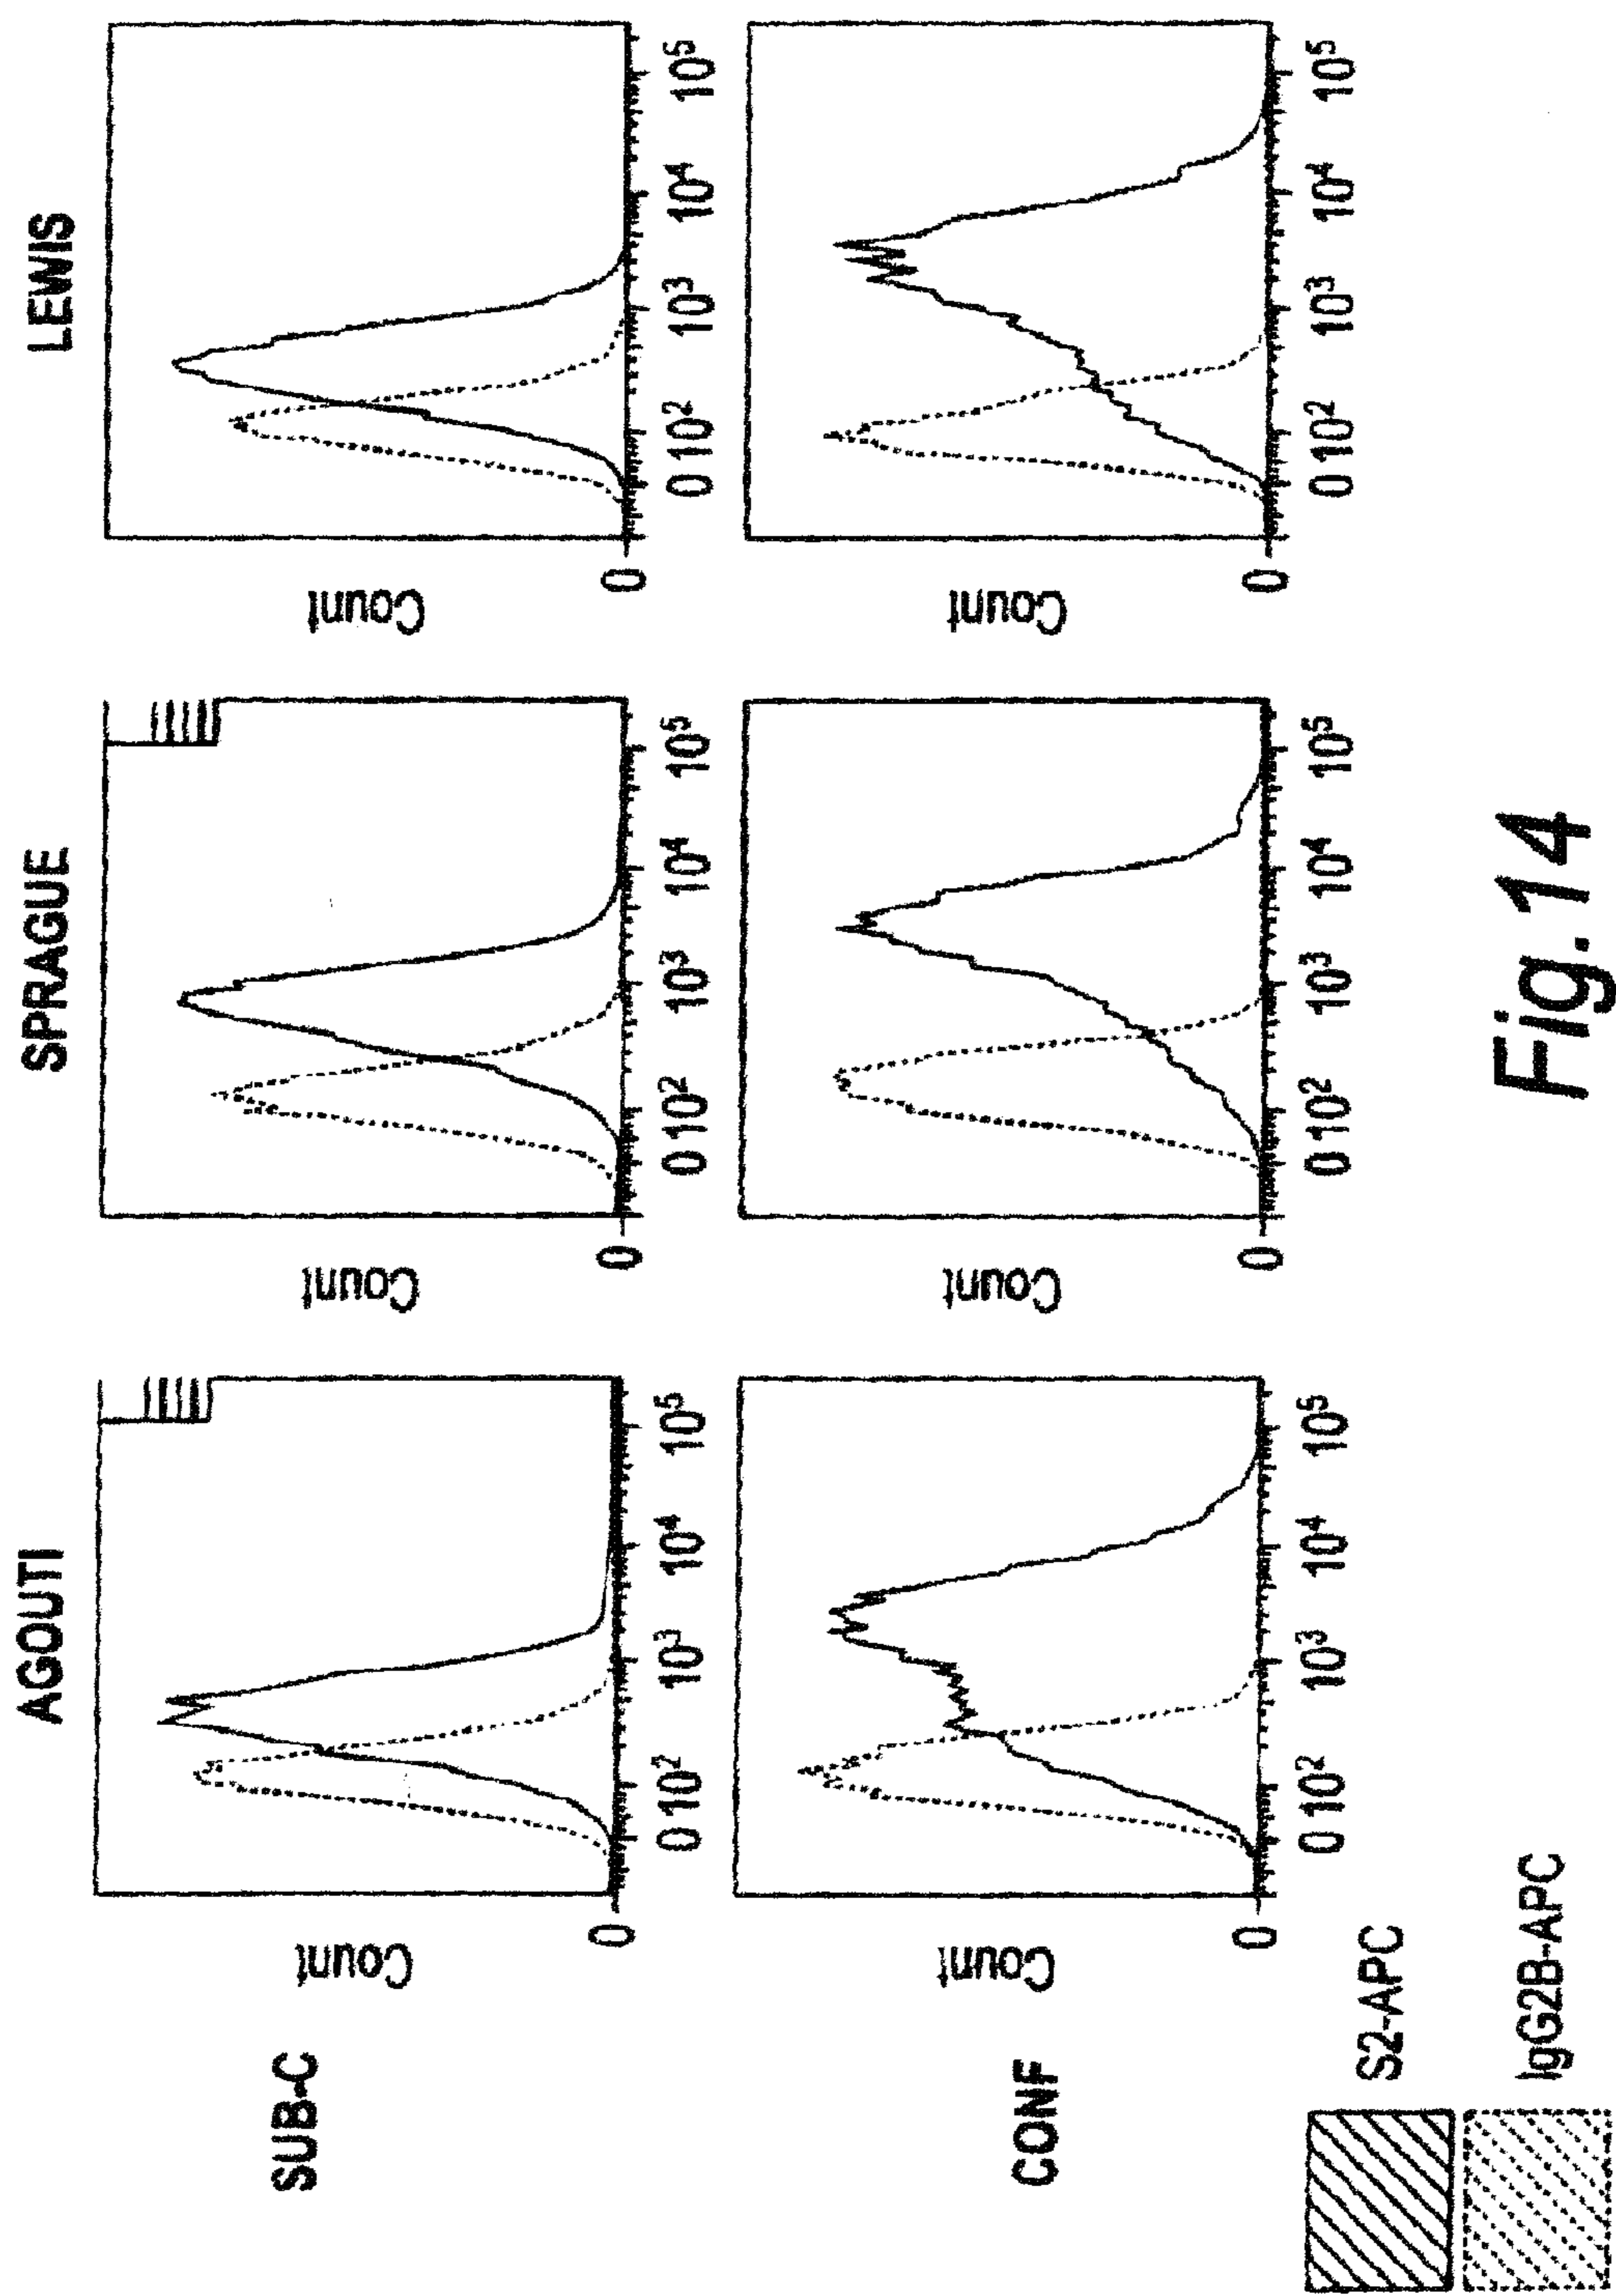 AGOUTI
SPRAGUE
LEWIS
SUB-C
Count
0
0 10² 10³ 10⁴ 10⁵
Count
0
0 10² 10³ 10⁴ 10⁵
Count
0
0 10² 10³ 10⁴ 10⁵
CONF
Count
0
0 10² 10³ 10⁴ 10⁵
Count
0
0 10² 10³ 10⁴ 10⁵
Count
0
0 10² 10³ 10⁴ 10⁵
S2-APC
IgG2B-APC
Fig. 14